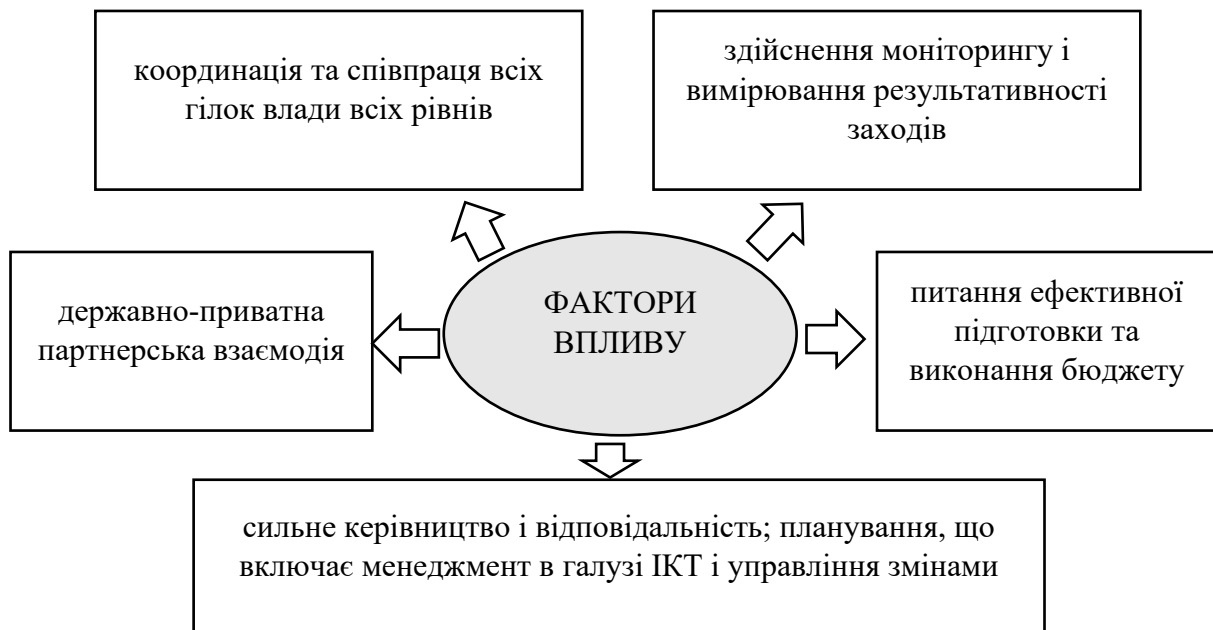 координація та співпраця всіх
гілок влади всіх рівнів
здійснення моніторингу і
вимірювання результативності
заходів
державно-приватна
партнерська взаємодія
ФАКТОРИ
ВПЛИВУ
питання ефективної
підготовки та
виконання бюджету
сильне керівництво і відповідальність; планування, що
включає менеджмент в галузі ІКТ і управління змінами